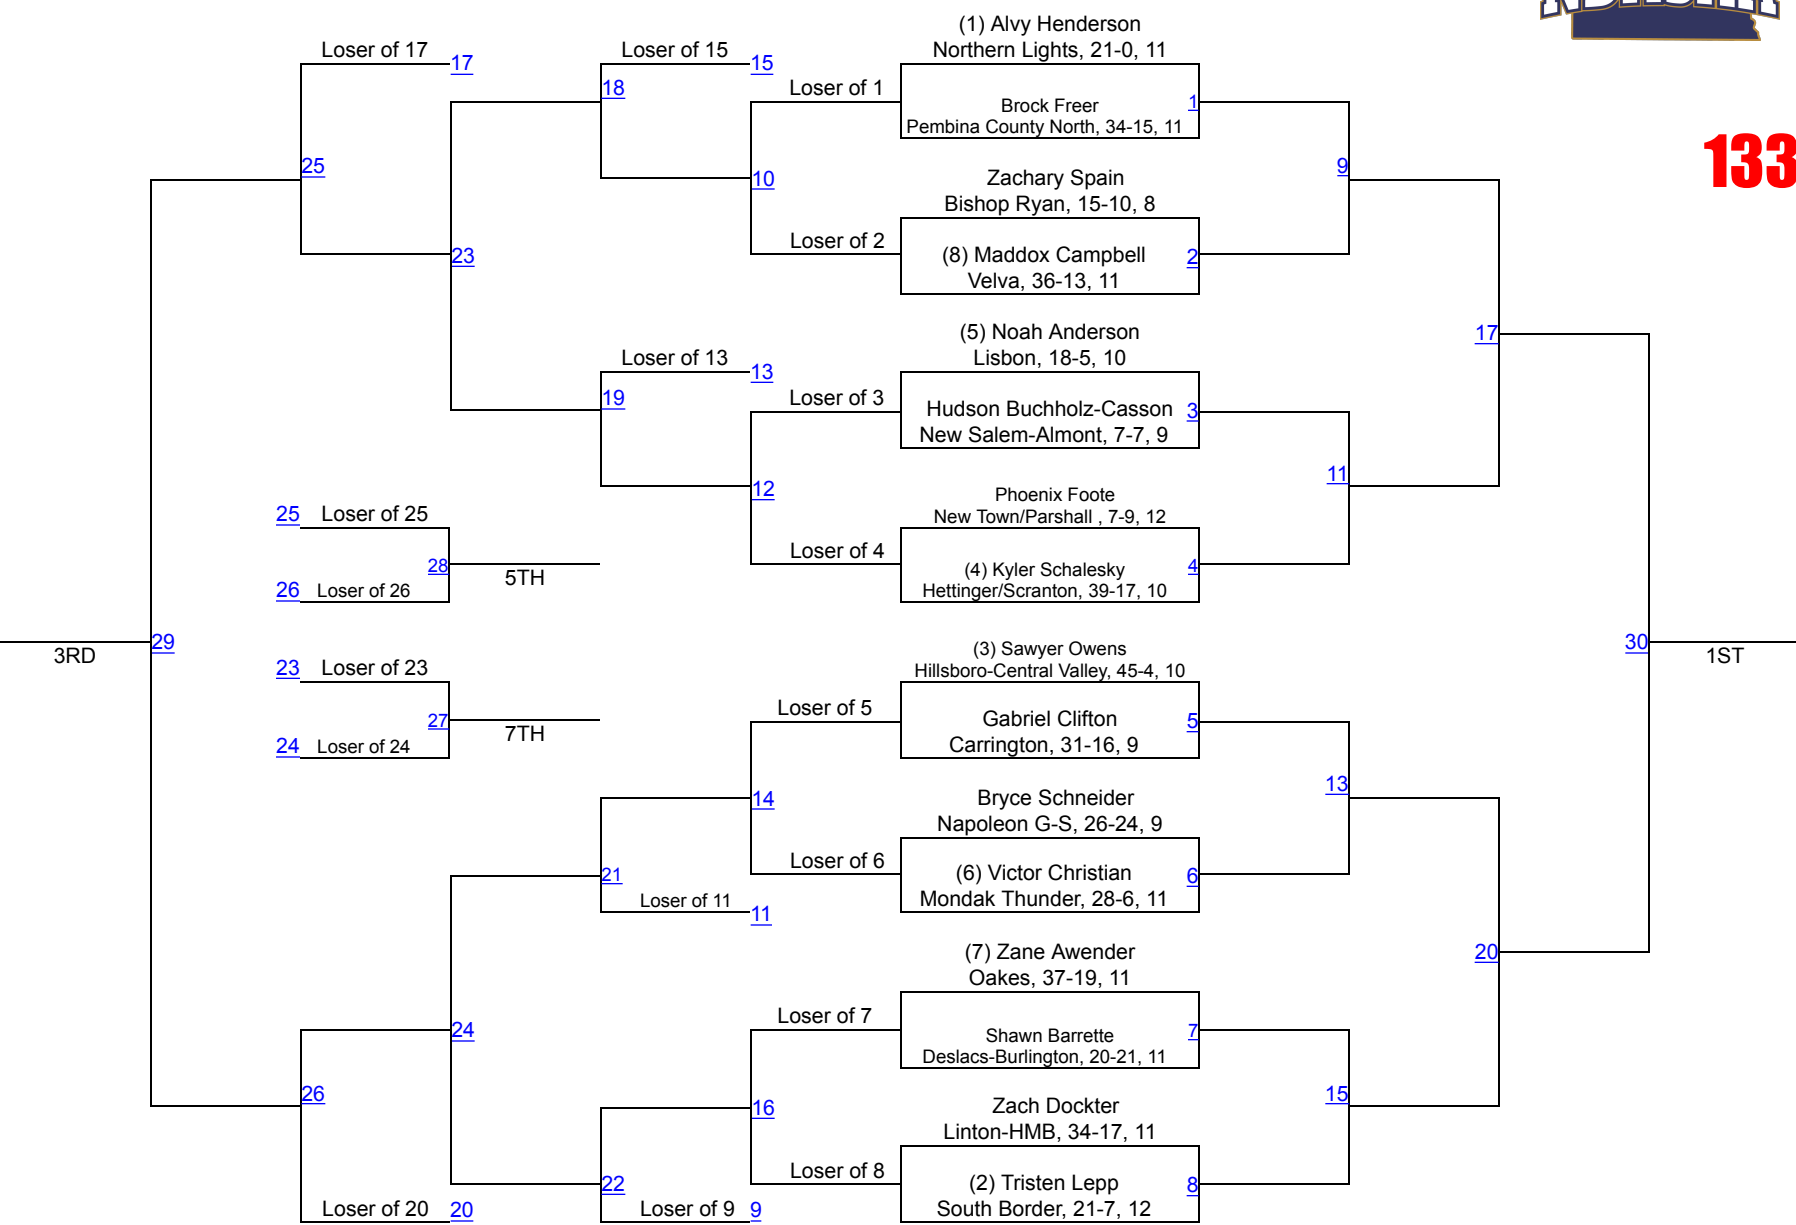 NDHSAA
133
(1) Alvy Henderson
Northern Lights, 21-0, 11
Brock Freer
Pembina County North, 34-15, 11
Zachary Spain
Bishop Ryan, 15-10, 8
(8) Maddox Campbell
Velva, 36-13, 11
(5) Noah Anderson
Lisbon, 18-5, 10
Hudson Buchholz-Casson
New Salem-Almont, 7-7, 9
Phoenix Foote
New Town/Parshall , 7-9, 12
(4) Kyler Schalesky
Hettinger/Scranton, 39-17, 10
(3) Sawyer Owens
Hillsboro-Central Valley, 45-4, 10
Gabriel Clifton
Carrington, 31-16, 9
Bryce Schneider
Napoleon G-S, 26-24, 9
(6) Victor Christian
Mondak Thunder, 28-6, 11
(7) Zane Awender
Oakes, 37-19, 11
Shawn Barrette
Deslacs-Burlington, 20-21, 11
Zach Dockter
Linton-HMB, 34-17, 11
(2) Tristen Lepp
South Border, 21-7, 12
1
2
3
4
5
6
7
8
9
11
13
15
17
20
30
1ST
Loser of 1
Loser of 2
Loser of 3
Loser of 4
Loser of 5
Loser of 6
Loser of 7
Loser of 8
10
12
14
16
Loser of 15 15
Loser of 13 13
Loser of 11 11
Loser of 9 9
18
19
21
22
23
24
Loser of 17 17
Loser of 20 20
25
26
25 Loser of 25
26 Loser of 26
28
5TH
23 Loser of 23
24 Loser of 24
27
7TH
29
3RD